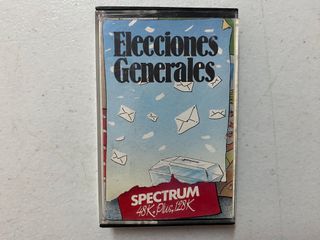 Elecciones
Generales
SPECTRUM
48K, Plus, 128K